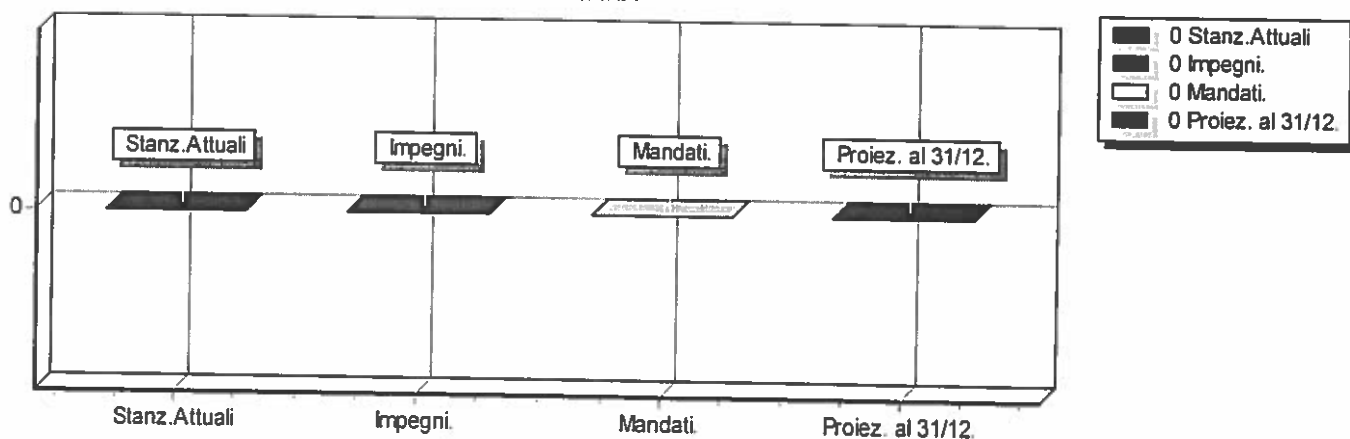 0 Stanz.Attuali
0 Impegni.
0 Mandati.
0 Proiez. al 31/12.
Stanz.Attuali
Impegni.
Mandati.
Proiez. al 31/12.
0
Stanz.Attuali
Impegni.
Mandati.
Proiez. al 31/12.